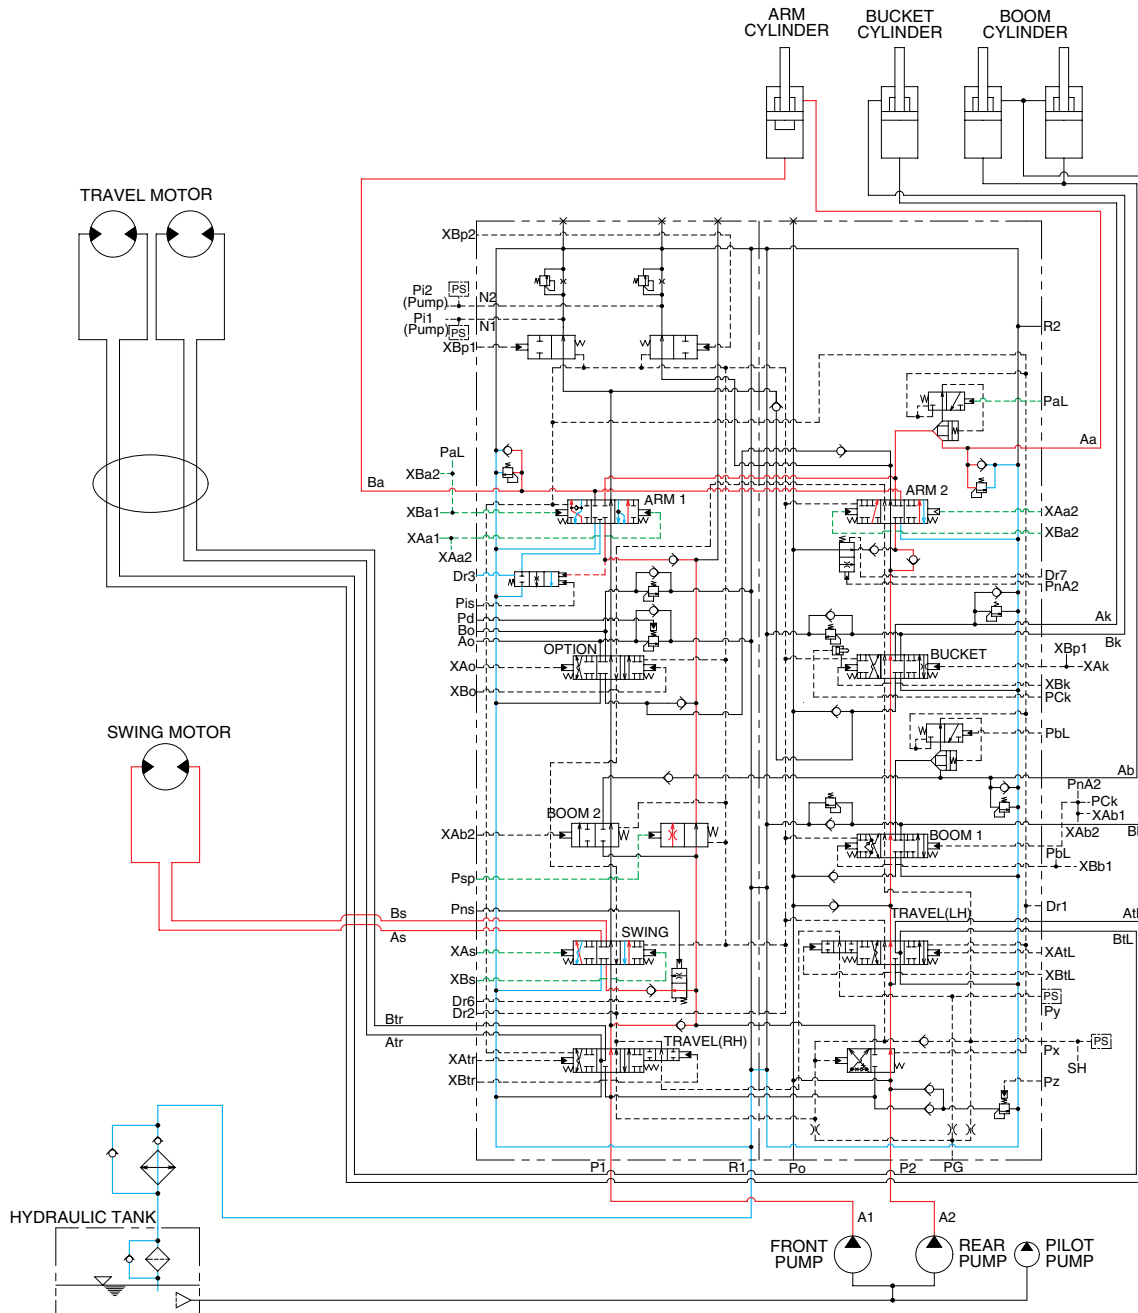 ARM
CYLINDER
BUCKET
CYLINDER
BOOM
CYLINDER
TRAVEL MOTOR
XBp2
Pi2
(Pump)
PS
N2
Pi1
(Pump)
PS
N1
XBp1
R2
PaL
Aa
PaL
XBa2
Ba
XBa1
XAa1
XAa2
ARM 1
ARM 2
XAa2
XBa2
Dr3
Dr7
PnA2
Pis
Pd
Bo
Ao
Ak
Bk
OPTION
BUCKET
XBp1
XAo
XAk
XBo
XBk
PCk
SWING MOTOR
PbL
Ab
PnA2
PCk
XAb1
XAb2
BOOM 2
BOOM 1
XAb2
PbL
XBb1
Psp
Pns
Dr1
TRAVEL(LH)
Bs
As
SWING
BtL
XAs
XAtL
XBs
XBtL
Dr6
Dr2
PS
Py
Btr
Atr
TRAVEL(RH)
Px
PS
SH
XAtr
XBtr
Pz
P1
R1
Po
P2
PG
HYDRAULIC TANK
A1
A2
FRONT
PUMP
REAR
PUMP
PILOT
PUMP